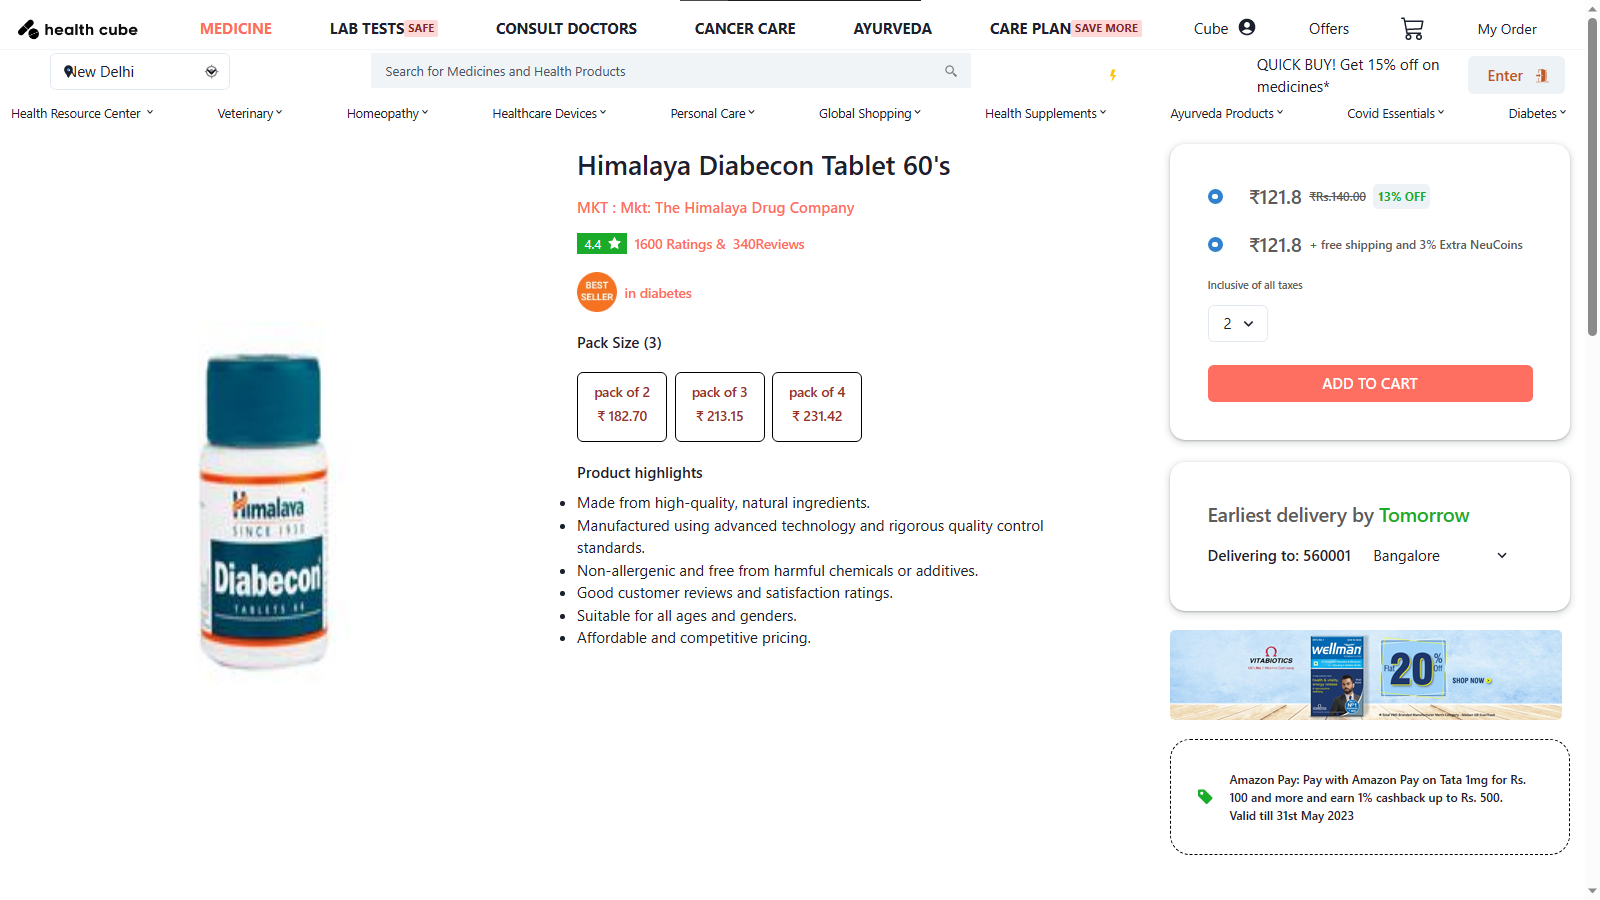 health cube
MEDICINE
LAB TESTS SAFE
CONSULT DOCTORS
CANCER CARE
AYURVEDA
CARE PLAN SAVE MORE
Cube
Offers
My Order
New Delhi
Search for Medicines and Health Products
QUICK BUY! Get 15% off on
medicines*
Enter
Health Resource Center
Veterinary
Homeopathy
Healthcare Devices
Personal Care
Global Shopping
Health Supplements
Ayurveda Products
Covid Essentials
Diabetes
Himalaya
SINCE 1930
Diabecon
TABLETS 60
Himalaya Diabecon Tablet 60's
MKT : Mkt: The Himalaya Drug Company
4.4 1600 Ratings & 340Reviews
BEST
SELLER
in diabetes
Pack Size (3)
pack of 2
₹ 182.70
pack of 3
₹ 213.15
pack of 4
₹ 231.42
Product highlights
Made from high-quality, natural ingredients.
Manufactured using advanced technology and rigorous quality control
standards.
Non-allergenic and free from harmful chemicals or additives.
Good customer reviews and satisfaction ratings.
Suitable for all ages and genders.
Affordable and competitive pricing.
₹121.8 ₹Rs.140.00 13% OFF
₹121.8 + free shipping and 3% Extra NeuCoins
Inclusive of all taxes
2
ADD TO CART
Earliest delivery by Tomorrow
Delivering to: 560001 Bangalore
VITABIOTICS
wellman
Flat 20% Off
SHOP NOW
Amazon Pay: Pay with Amazon Pay on Tata 1mg for Rs.
100 and more and earn 1% cashback up to Rs. 500.
Valid till 31st May 2023